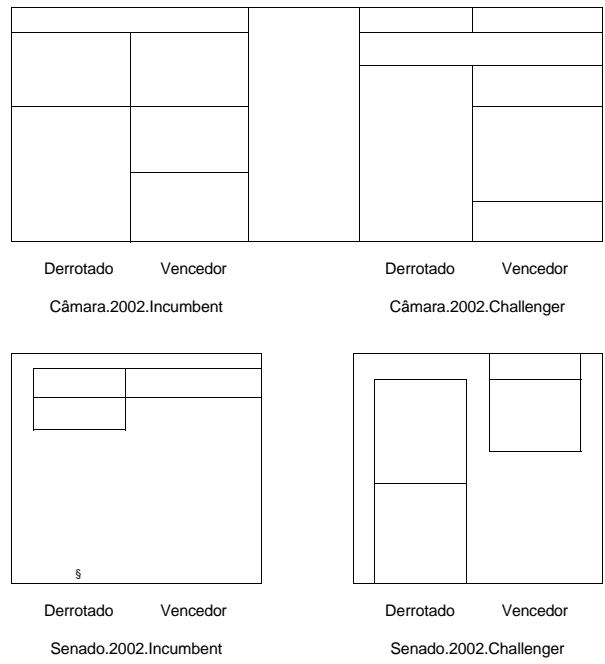 Derrotado Vencedor Derrotado Vencedor
Câmara.2002.Incumbent Câmara.2002.Challenger
§
Derrotado Vencedor Derrotado Vencedor
Senado.2002.Incumbent Senado.2002.Challenger